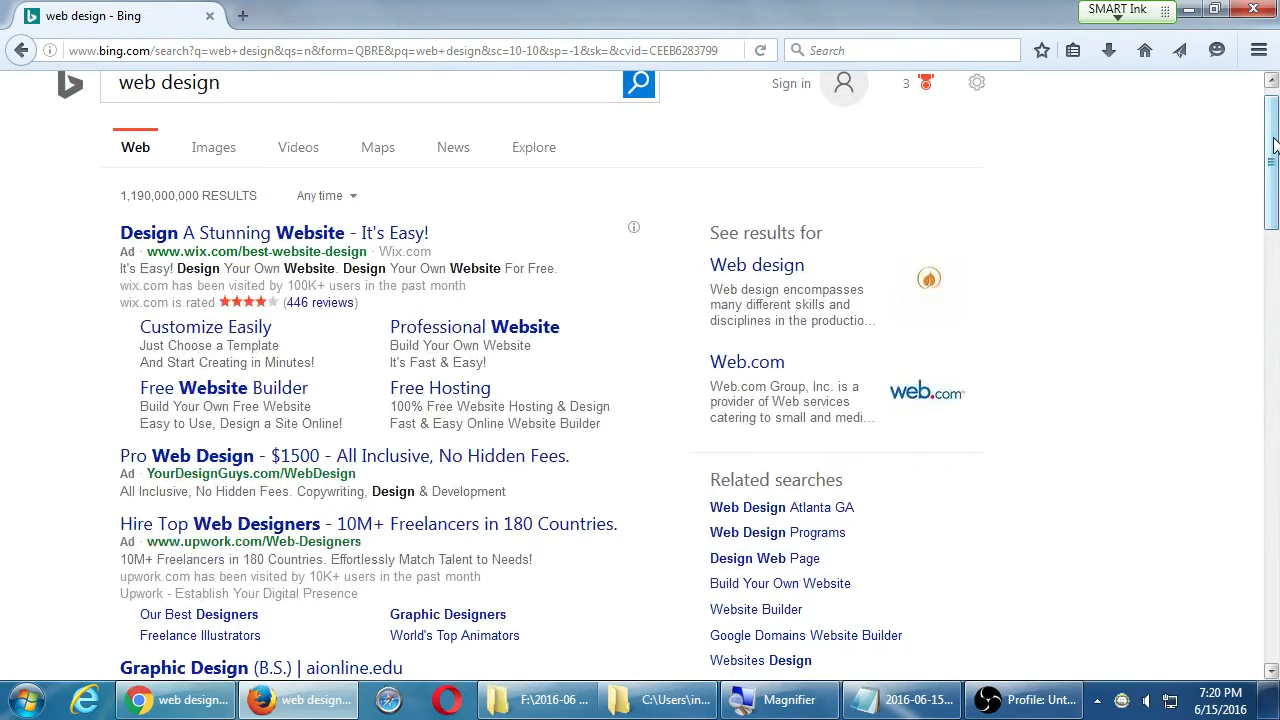 web design - Bing
SMART Ink
www.bing.com/search?q=web+design&qs=n&form=QBRE&pq=web+design&sc=10-10&sp=-1&sk=&cvid=CEEB6283799
Search
web design
Sign in
3
Web
Images
Videos
Maps
News
Explore
1,190,000,000 RESULTS
Any time
Design A Stunning Website - It's Easy!
Ad · www.wix.com/best-website-design · Wix.com
It's Easy! Design Your Own Website. Design Your Own Website For Free.
wix.com has been visited by 100K+ users in the past month
wix.com is rated ★★★★★ (446 reviews)
Customize Easily
Just Choose a Template
And Start Creating in Minutes!
Professional Website
Build Your Own Website
It's Fast & Easy!
Free Website Builder
Build Your Own Free Website
Easy to Use, Design a Site Online!
Free Hosting
100% Free Website Hosting & Design
Fast & Easy Online Website Builder
Pro Web Design - $1500 - All Inclusive, No Hidden Fees.
Ad · YourDesignGuys.com/WebDesign
All Inclusive, No Hidden Fees. Copywriting, Design & Development
Hire Top Web Designers - 10M+ Freelancers in 180 Countries.
Ad · www.upwork.com/Web-Designers
10M+ Freelancers in 180 Countries. Effortlessly Match Talent to Needs!
upwork.com has been visited by 10K+ users in the past month
Upwork - Establish Your Digital Presence
Our Best Designers
Graphic Designers
Freelance Illustrators
World's Top Animators
Graphic Design (B.S.) | aionline.edu
See results for
Web design
Web design encompasses
many different skills and
disciplines in the productio...
Web.com
Web.com Group, Inc. is a
provider of Web services
catering to small and medi...
web.com
Related searches
Web Design Atlanta GA
Web Design Programs
Design Web Page
Build Your Own Website
Website Builder
Google Domains Website Builder
Websites Design
web design...
web design...
F:\2016-06 ...
C:\Users\in...
Magnifier
2016-06-15...
Profile: Unt...
7:20 PM
6/15/2016